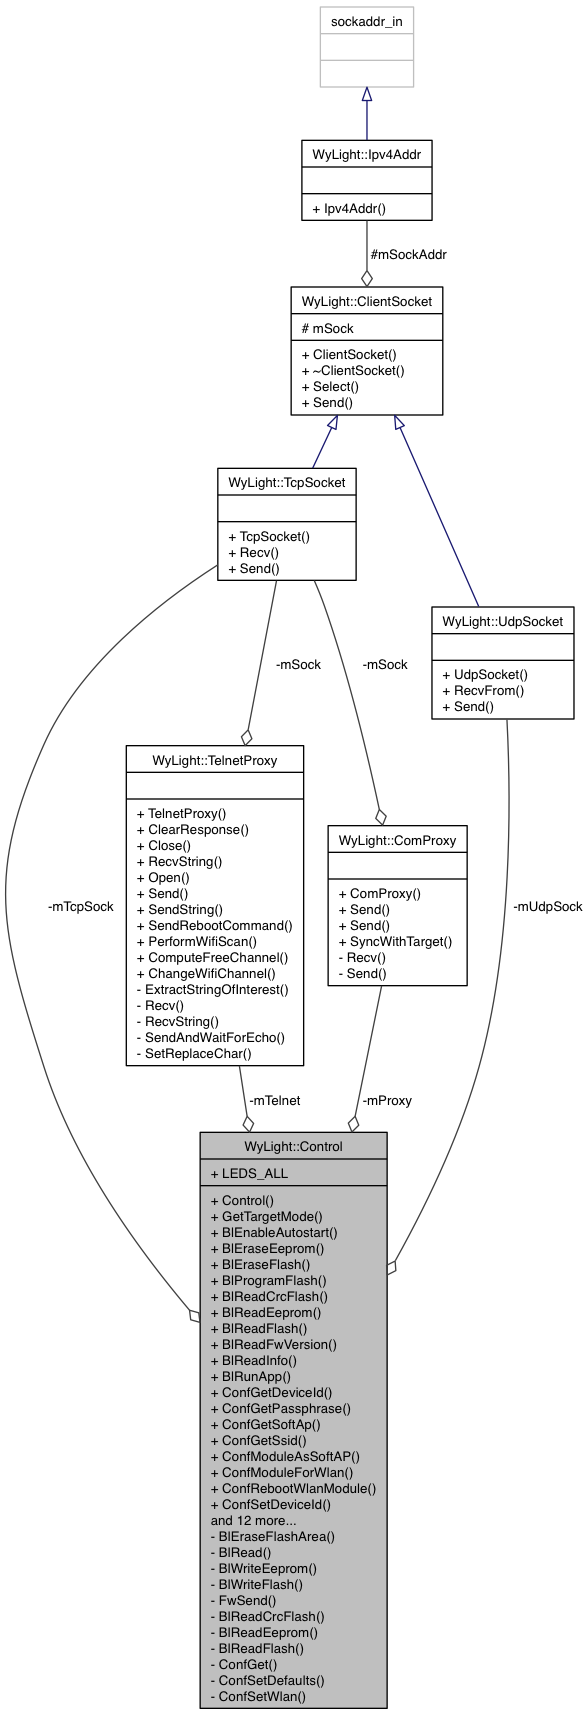 sockaddr_in
WyLight::Ipv4Addr
+ Ipv4Addr()
#mSockAddr
WyLight::ClientSocket
# mSock
+ ClientSocket()
+ ~ClientSocket()
+ Select()
+ Send()
WyLight::TcpSocket
+ TcpSocket()
+ Recv()
+ Send()
WyLight::UdpSocket
+ UdpSocket()
+ RecvFrom()
+ Send()
-mSock
-mSock
WyLight::TelnetProxy
+ TelnetProxy()
+ ClearResponse()
+ Close()
+ RecvString()
+ Open()
+ Send()
+ SendString()
+ SendRebootCommand()
+ PerformWifiScan()
+ ComputeFreeChannel()
+ ChangeWifiChannel()
- ExtractStringOfInterest()
- Recv()
- RecvString()
- SendAndWaitForEcho()
- SetReplaceChar()
WyLight::ComProxy
+ ComProxy()
+ Send()
+ Send()
+ SyncWithTarget()
- Recv()
- Send()
-mTcpSock
-mUdpSock
-mTelnet
-mProxy
WyLight::Control
+ LEDS_ALL
+ Control()
+ GetTargetMode()
+ BlEnableAutostart()
+ BlEraseEeprom()
+ BlEraseFlash()
+ BlProgramFlash()
+ BlReadCrcFlash()
+ BlReadEeprom()
+ BlReadFlash()
+ BlReadFwVersion()
+ BlReadInfo()
+ BlRunApp()
+ ConfGetDeviceId()
+ ConfGetPassphrase()
+ ConfGetSoftAp()
+ ConfGetSsid()
+ ConfModuleAsSoftAP()
+ ConfModuleForWlan()
+ ConfRebootWlanModule()
+ ConfSetDeviceId()
and 12 more...
- BlEraseFlashArea()
- BlRead()
- BlWriteEeprom()
- BlWriteFlash()
- FwSend()
- BlReadCrcFlash()
- BlReadEeprom()
- BlReadFlash()
- ConfGet()
- ConfSetDefaults()
- ConfSetWlan()